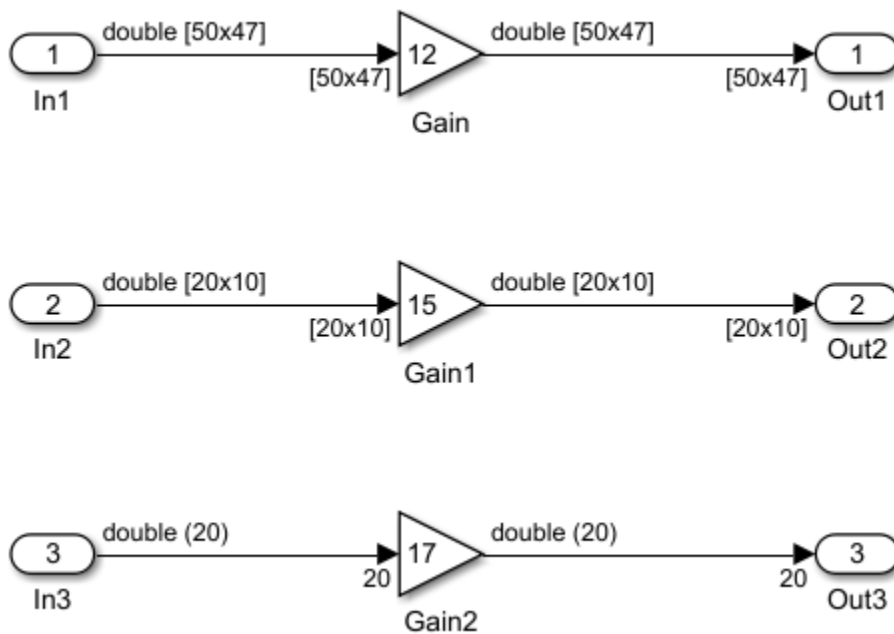 double [50x47]
double [50x47]
1
12
1
[50x47]
[50x47]
In1
Gain
Out1
double [20x10]
double [20x10]
2
15
2
[20x10]
[20x10]
In2
Gain1
Out2
double (20)
double (20)
3
17
3
20
20
In3
Gain2
Out3